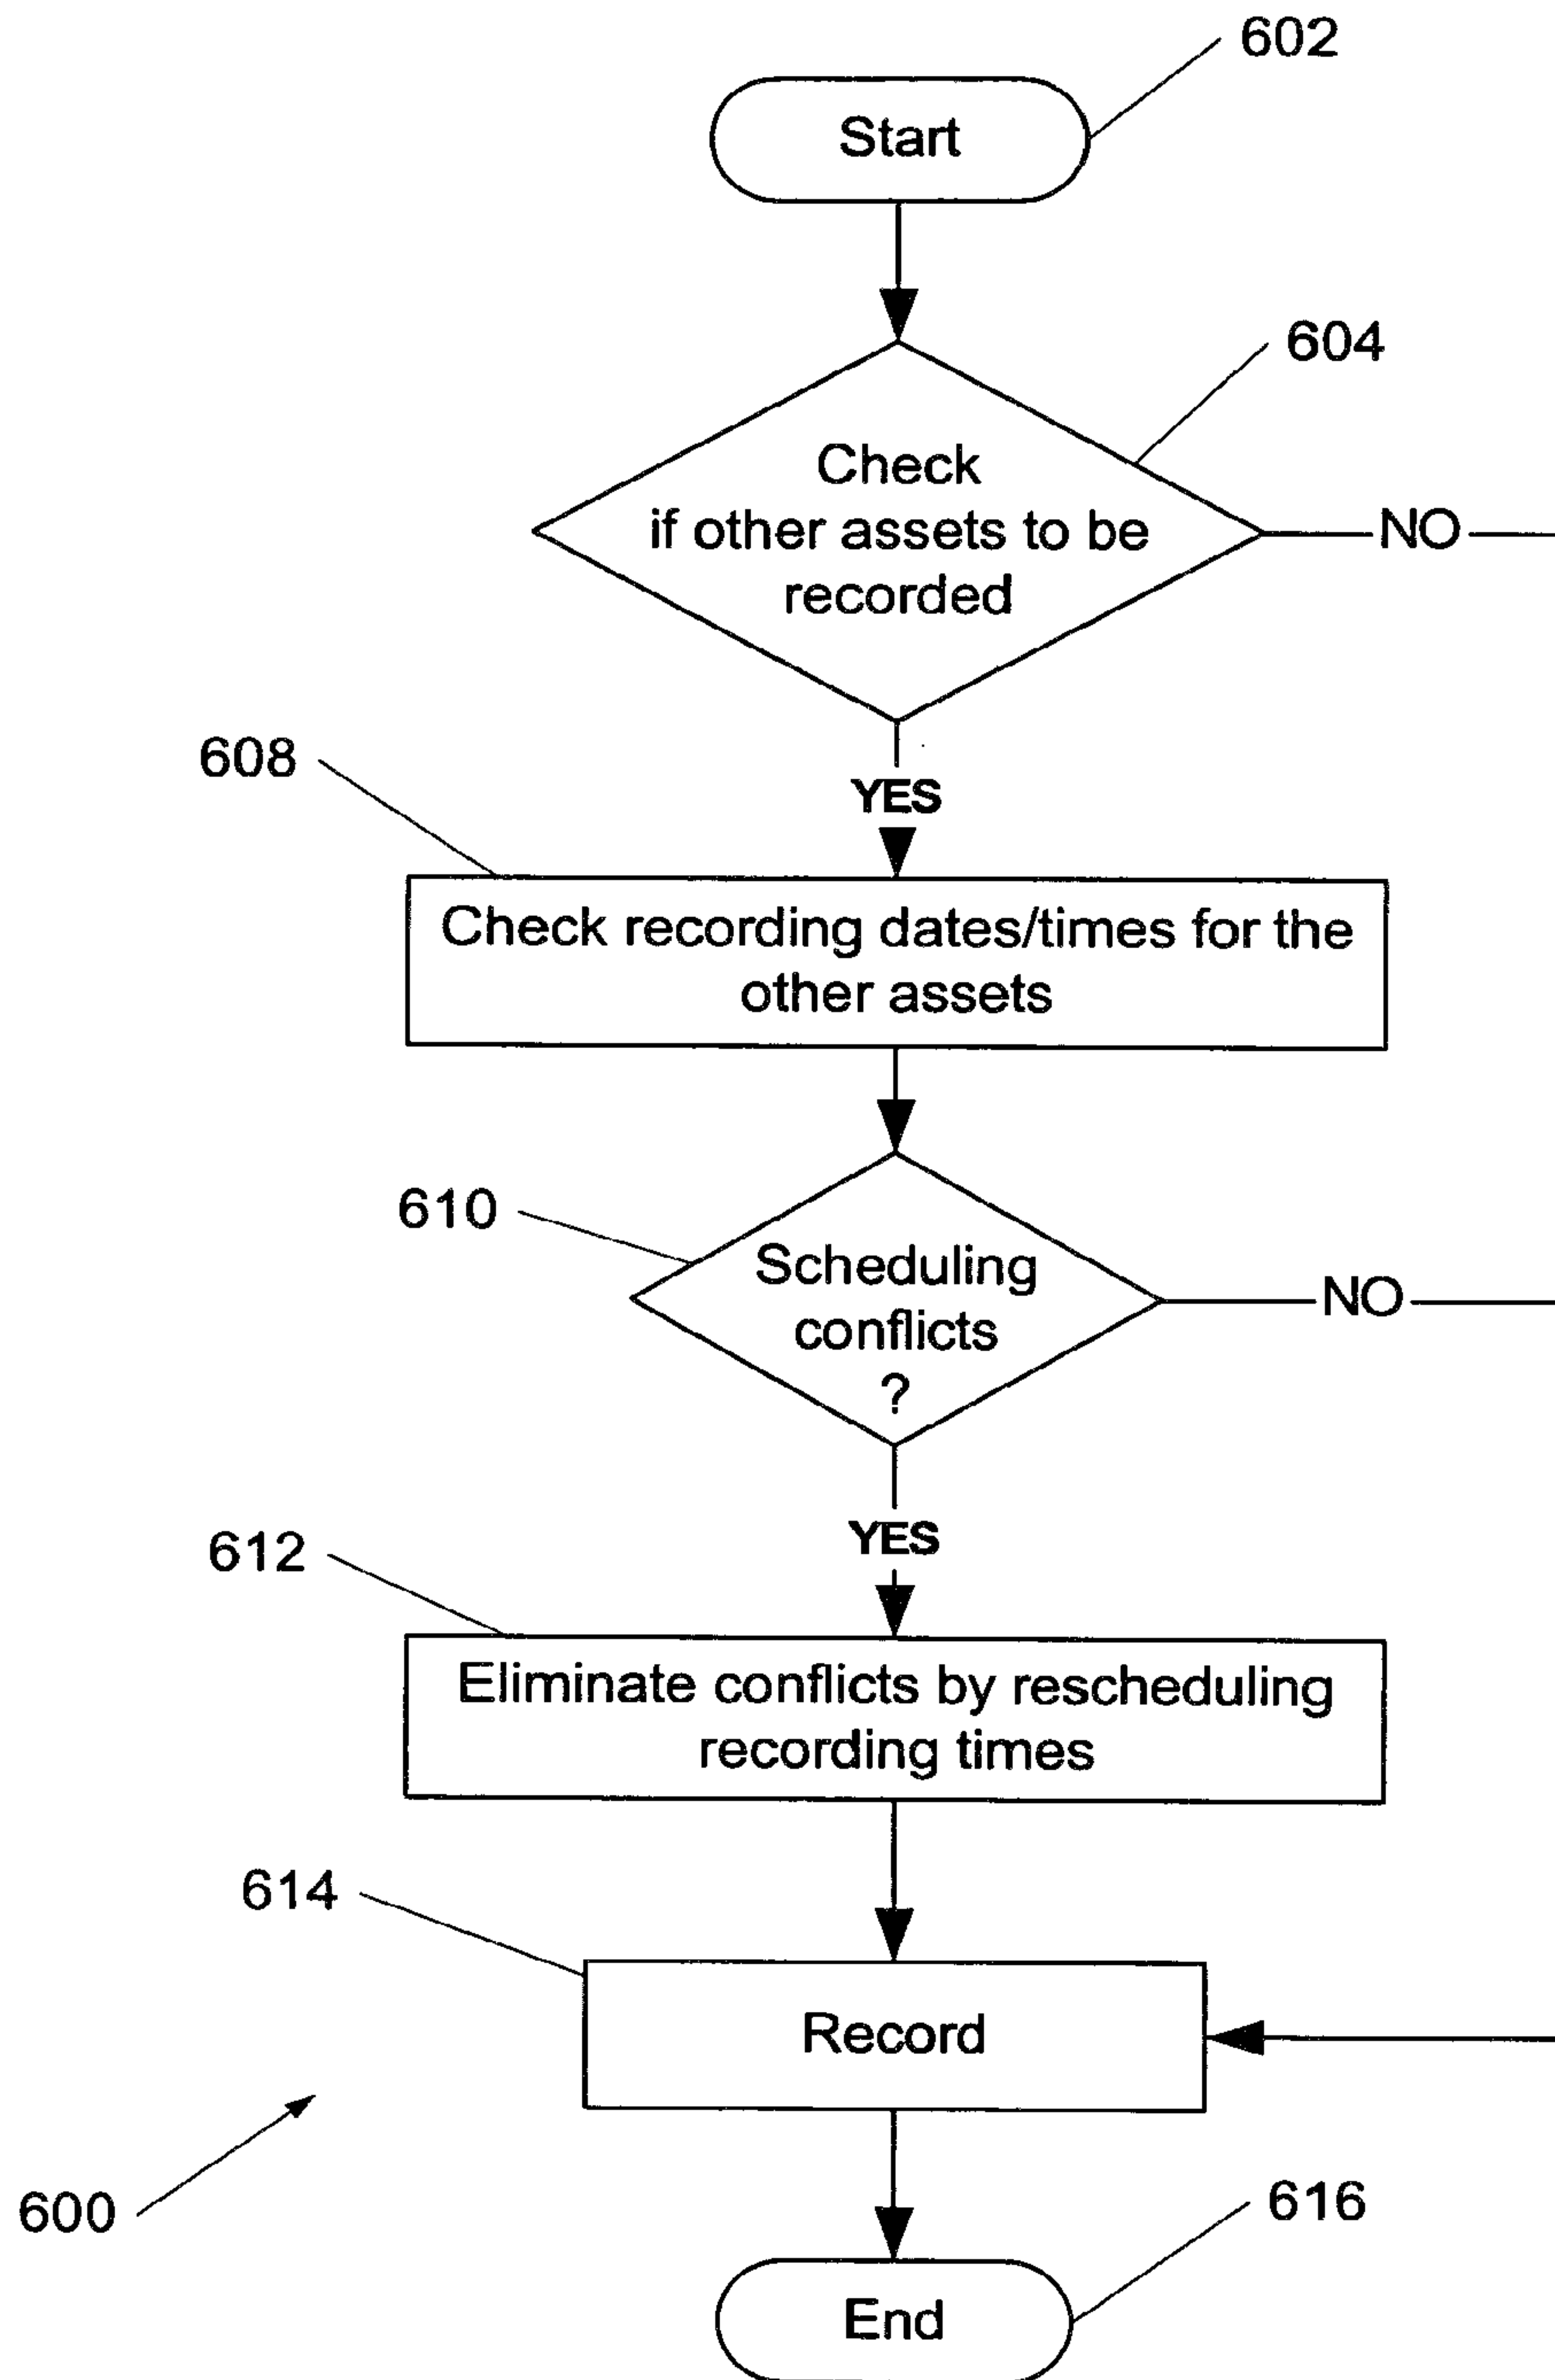 602
Start
604
Check
if other assets to be
recorded
NO
608
YES
Check recording dates/times for the
other assets
610
Scheduling
conflicts
?
NO
YES
612
Eliminate conflicts by rescheduling
recording times
614
Record
600
616
End